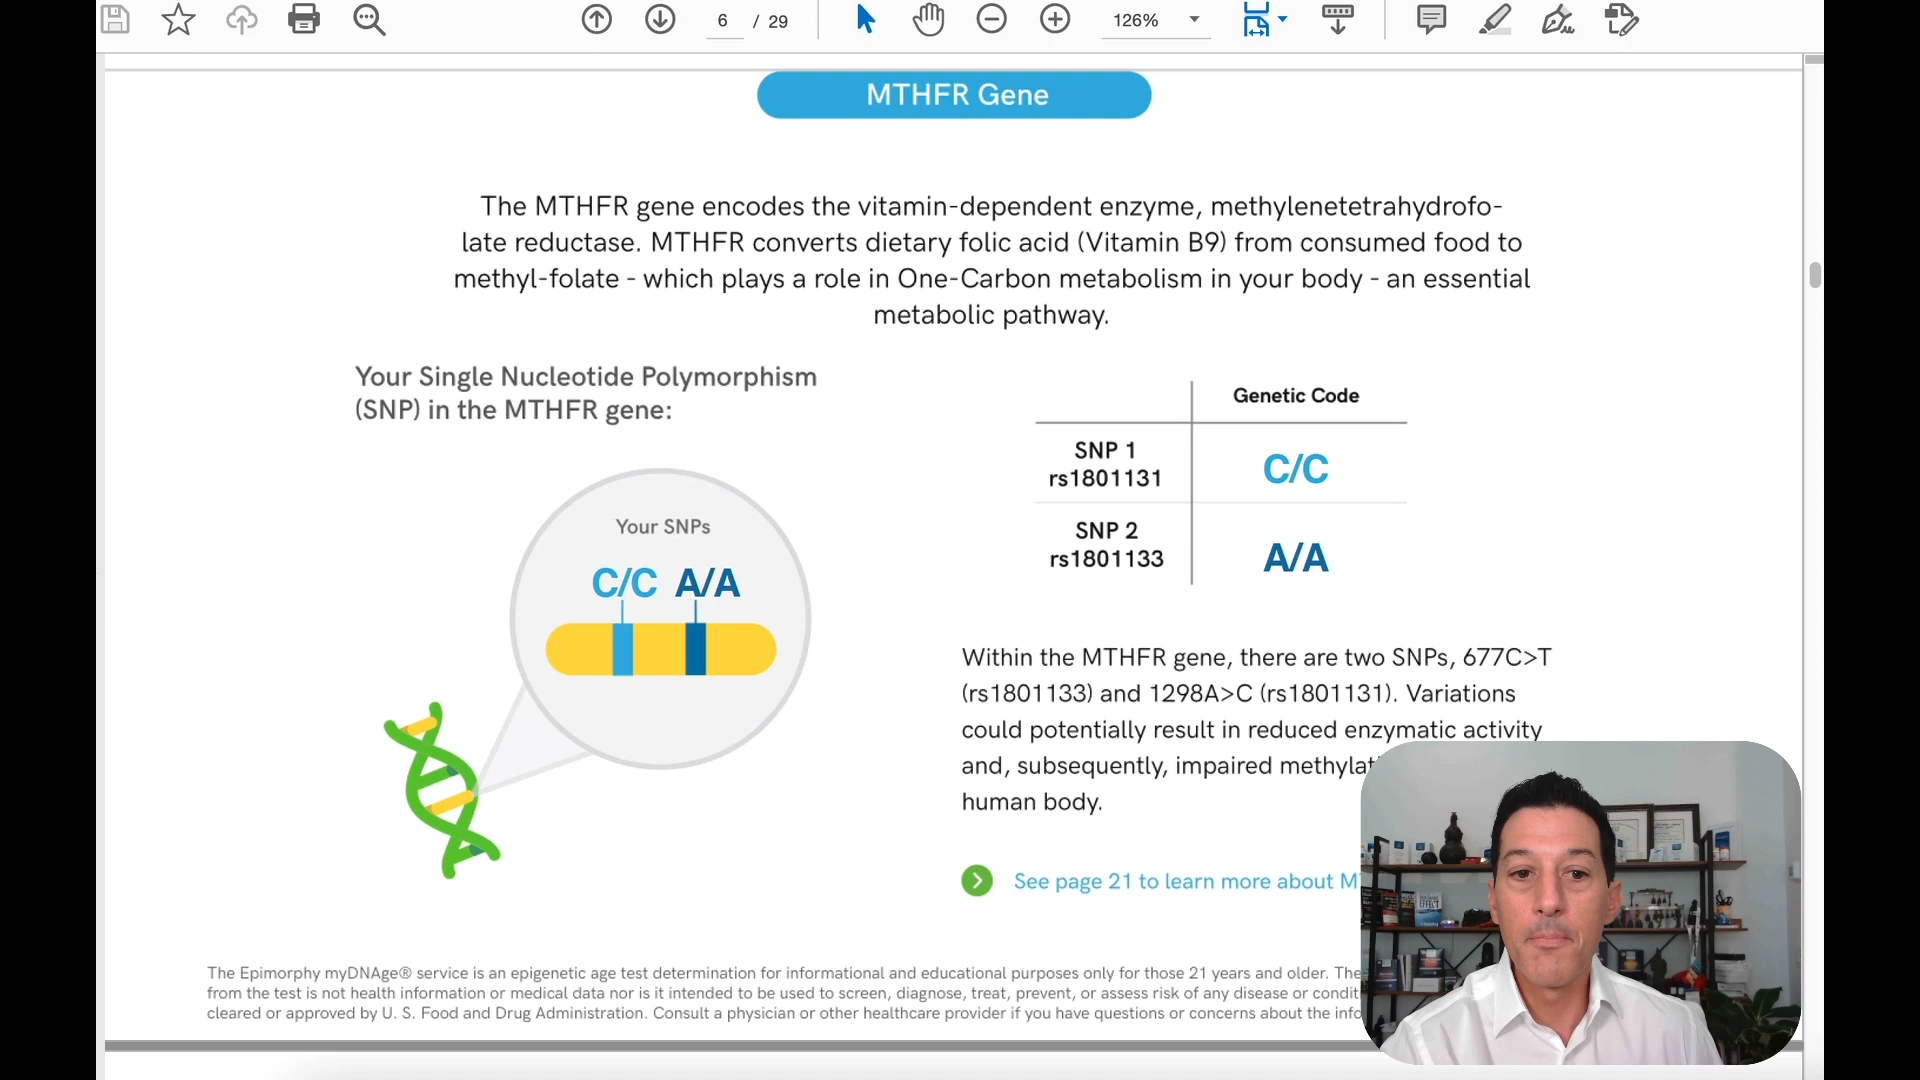 6 / 29
126%
MTHFR Gene
The MTHFR gene encodes the vitamin-dependent enzyme, methylenetetrahydrofo-
late reductase. MTHFR converts dietary folic acid (Vitamin B9) from consumed food to
methyl-folate - which plays a role in One-Carbon metabolism in your body - an essential
metabolic pathway.
Your Single Nucleotide Polymorphism
(SNP) in the MTHFR gene:
Your SNPs
C/C A/A
Genetic Code
SNP 1
rs1801131
C/C
SNP 2
rs1801133
A/A
Within the MTHFR gene, there are two SNPs, 677C>T
(rs1801133) and 1298A>C (rs1801131). Variations
could potentially result in reduced enzymatic activity
and, subsequently, impaired
human body.
See page 21 to learn more about
The Epimorphy myDNAge® service is an epigenetic age test determination for informational and educational purposes only for those 21 years and older.
from the test is not health information or medical data nor is it intended to be used to screen, diagnose, treat, prevent, or assess risk of any disease or
cleared or approved by U. S. Food and Drug Administration. Consult a physician or other healthcare provider if you have questions or concerns about the
EFFECT